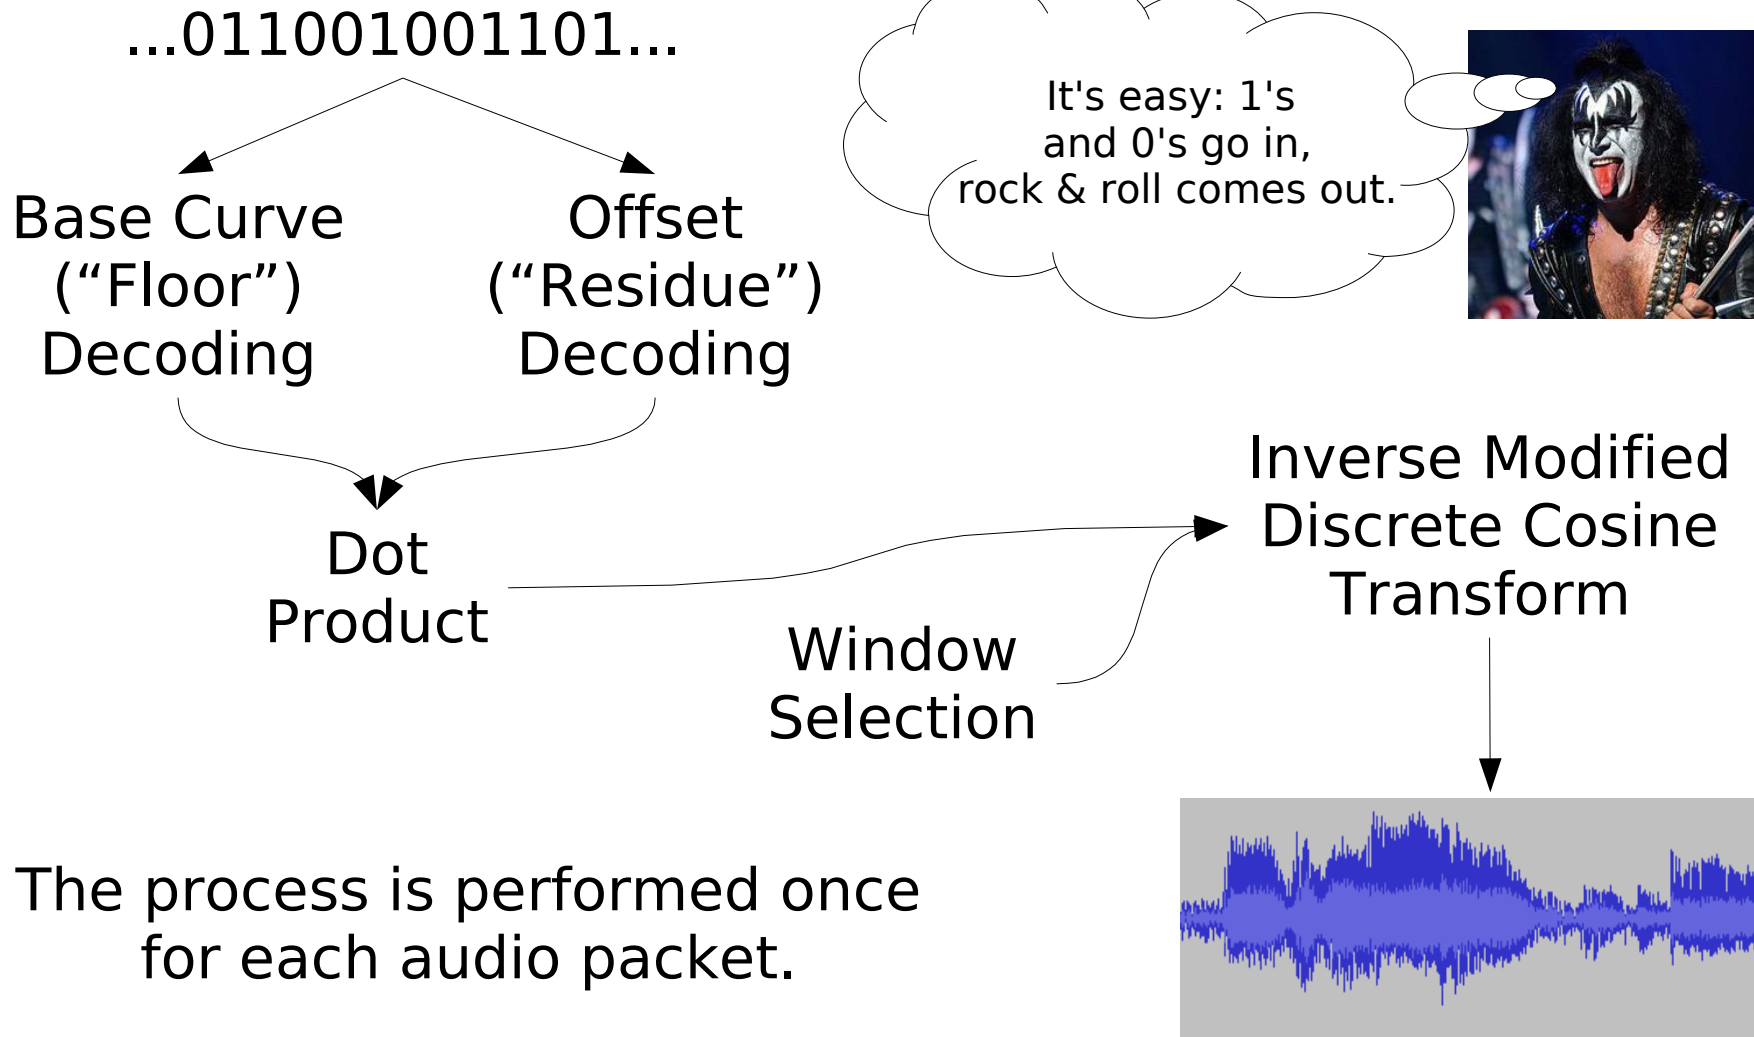 ...011001001101...
It's easy: 1's
and 0's go in,
rock & roll comes out.
Base Curve
(“Floor”)
Decoding
Offset
(“Residue”)
Decoding
Dot
Product
Window
Selection
Inverse Modified
Discrete Cosine
Transform
The process is performed once
for each audio packet.